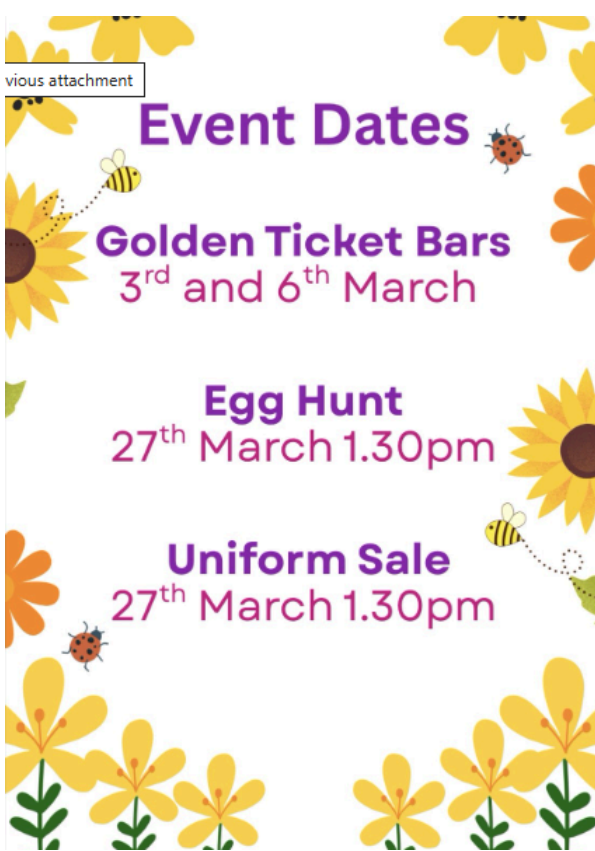 vious attachment
Event Dates
Golden Ticket Bars
3rd and 6th March
Egg Hunt
27th March 1.30pm
Uniform Sale
27th March 1.30pm